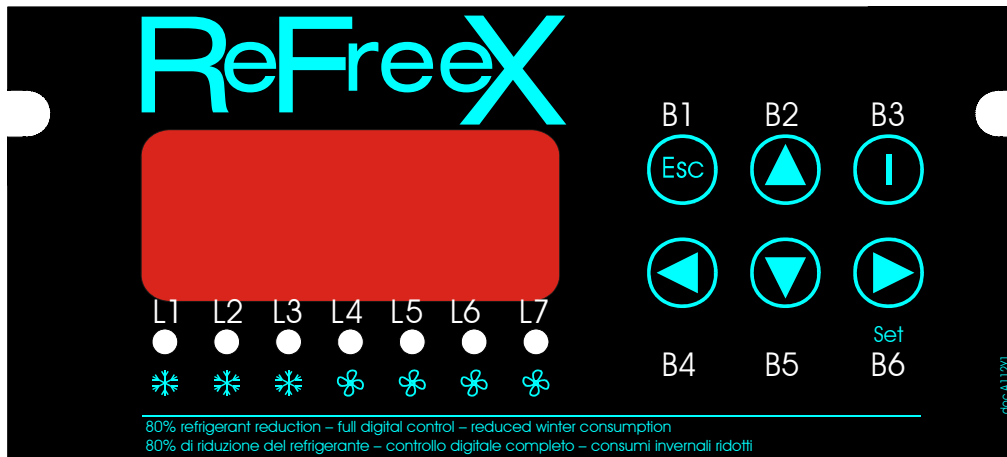 ReFreeX
B1 B2 B3
Esc I
L1 L2 L3 L4 L5 L6 L7
Set
B4 B5 B6
80% refrigerant reduction – full digital control – reduced winter consumption
80% di riduzione del refrigerante – controllo digitale completo – consumi invernali ridotti